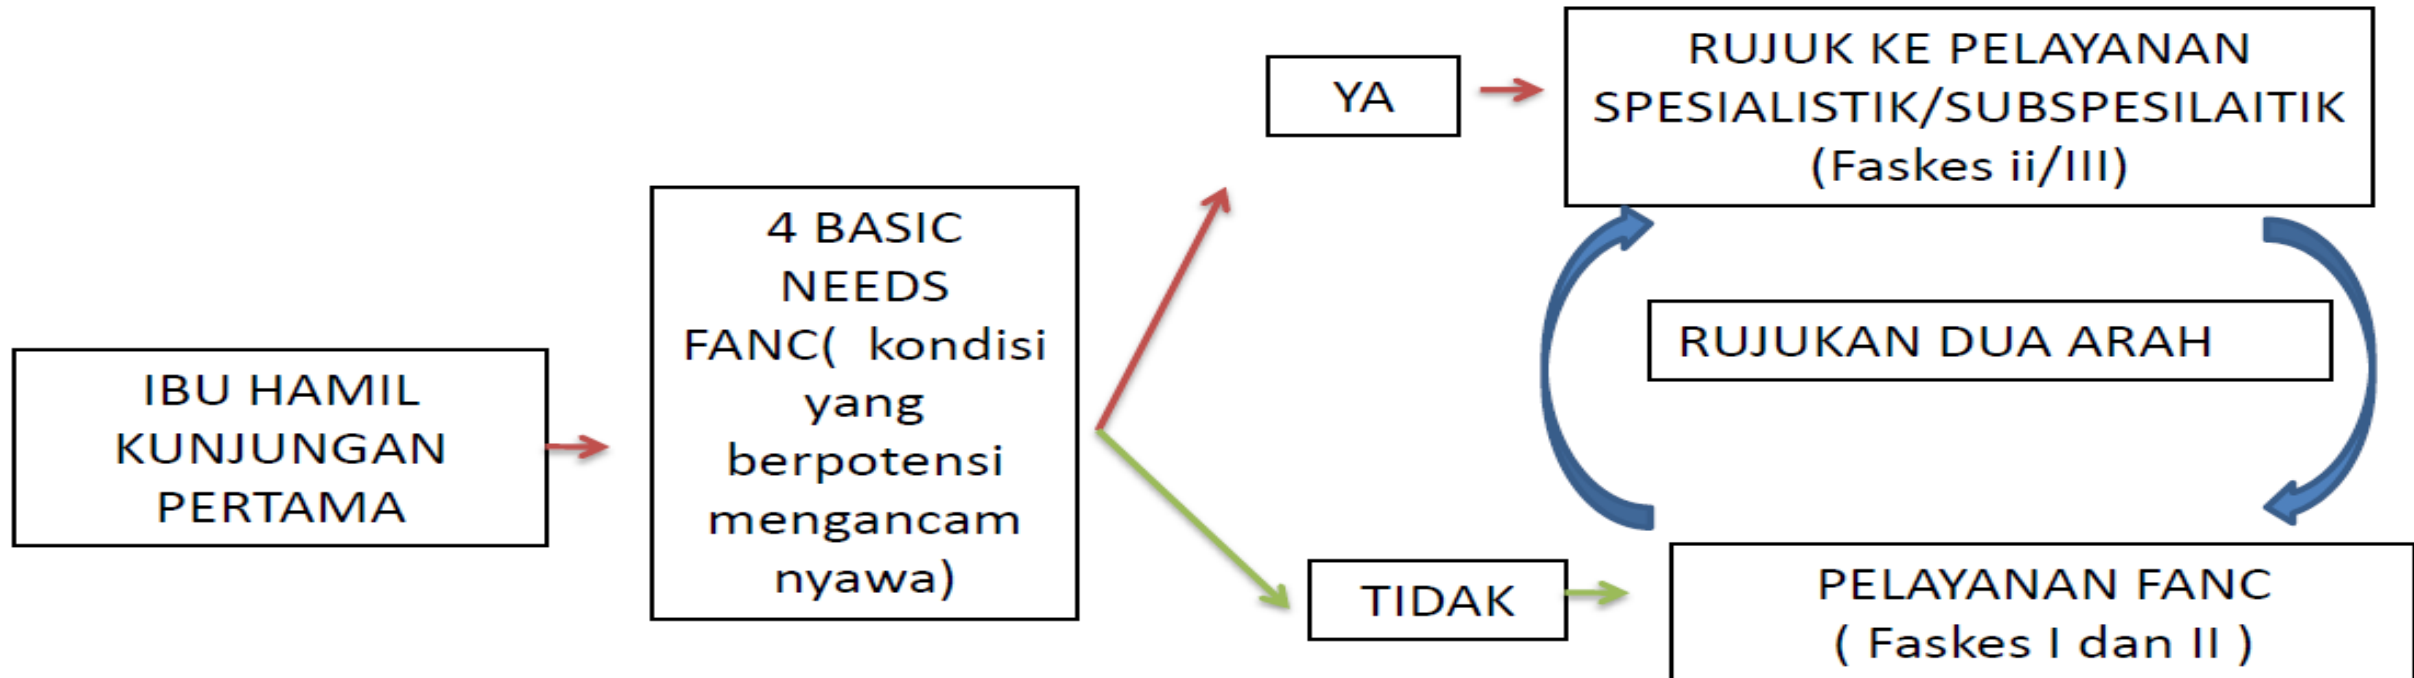 IBU HAMIL
KUNJUNGAN
PERTAMA
4 BASIC
NEEDS
FANC( kondisi
yang
berpotensi
mengancam
nyawa)
YA
RUJUK KE PELAYANAN
SPESIALISTIK/SUBSPESILAITIK
(Faskes ii/III)
RUJUKAN DUA ARAH
TIDAK
PELAYANAN FANC
( Faskes I dan II )